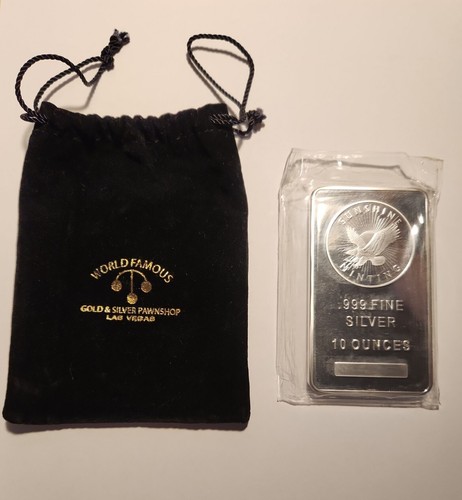 WORLD FAMOUS
GOLD & SILVER PAWNSHOP
LAS VEGAS
SUNSHINE
MINTING
.999 FINE
SILVER
10 OUNCES